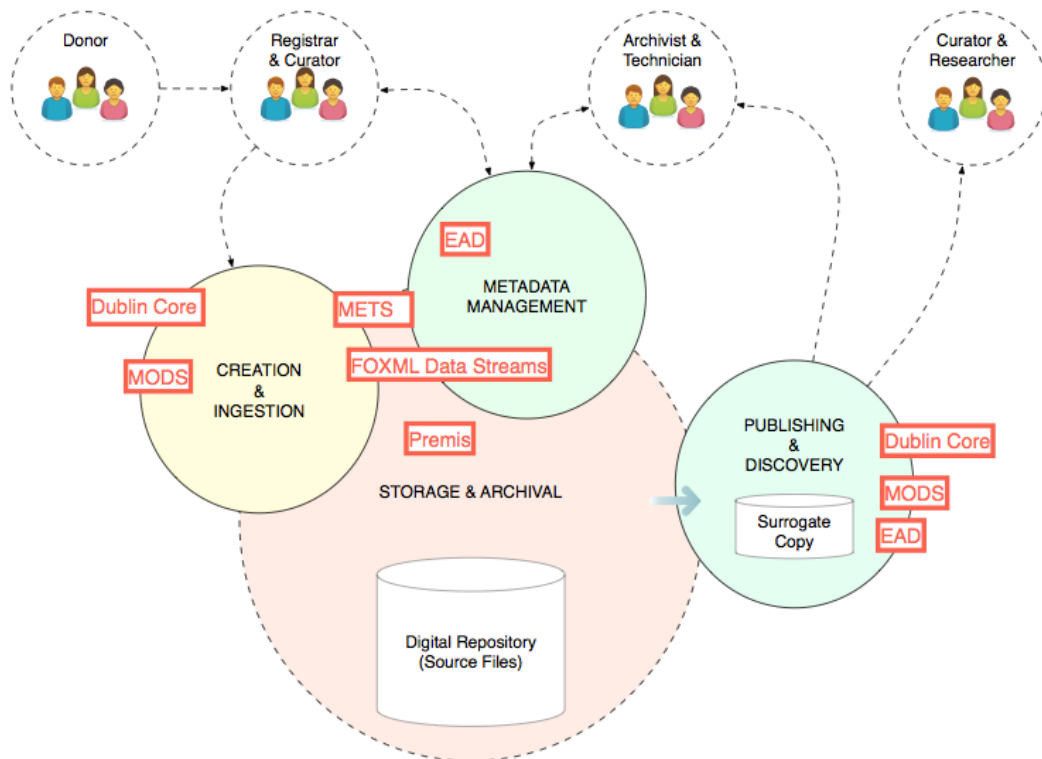 Donor
Registrar
& Curator
Archivist &
Technician
Curator &
Researcher
EAD
METADATA
MANAGEMENT
Dublin Core
METS
MODS
CREATION
&
INGESTION
FOXML Data Streams
Premis
STORAGE & ARCHIVAL
PUBLISHING
&
DISCOVERY
Dublin Core
MODS
EAD
Surrogate
Copy
Digital Repository
(Source Files)